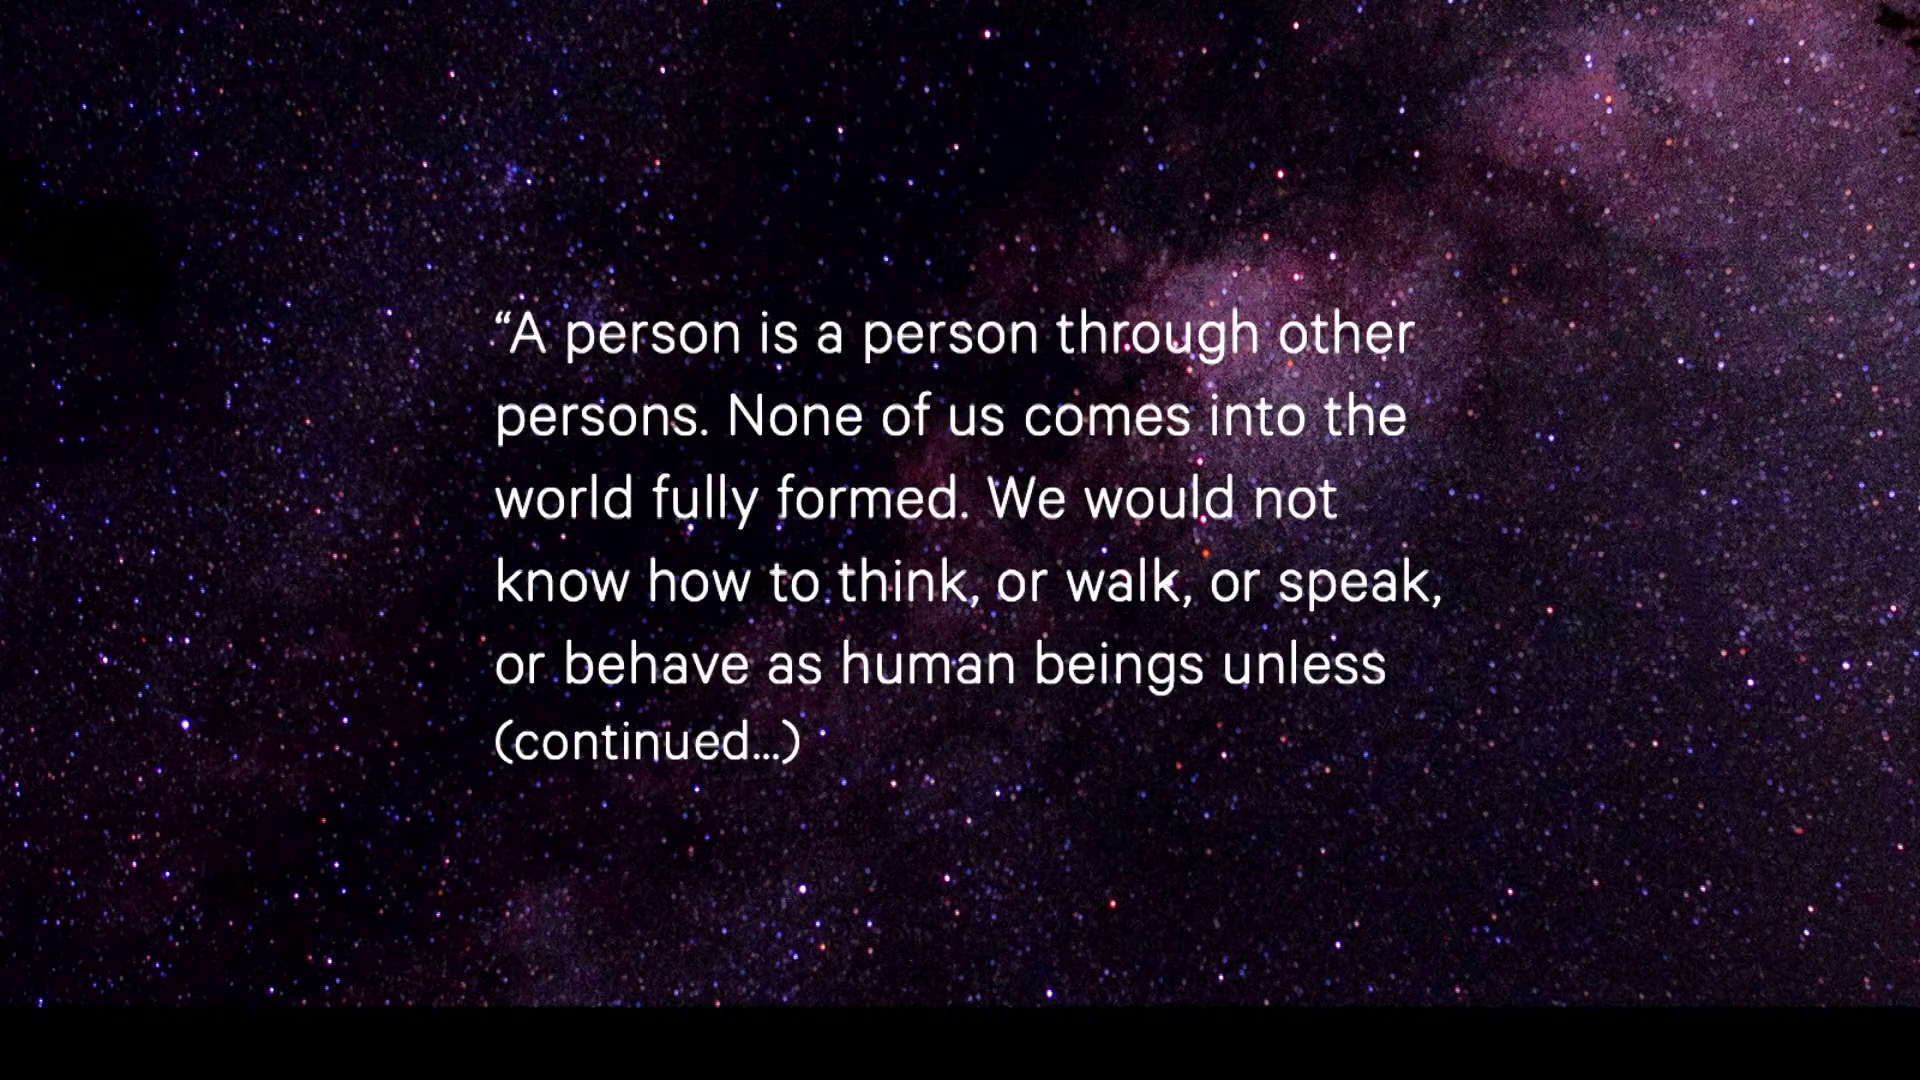 “A person is a person through other
persons. None of us comes into the
world fully formed. We would not
know how to think, or walk, or speak,
or behave as human beings unless
(continued...)